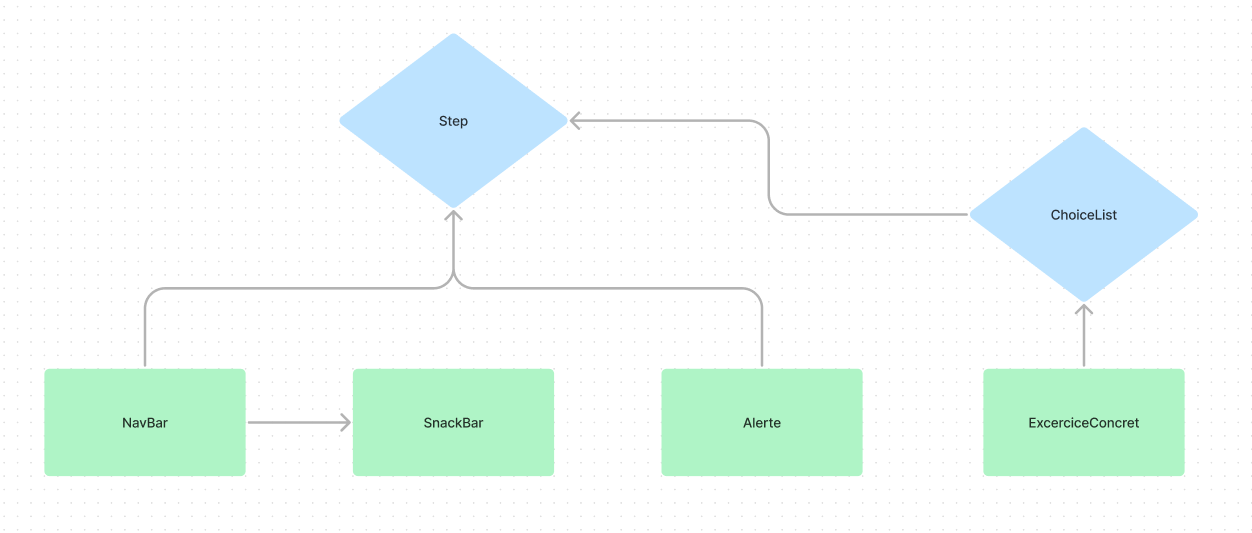 Step
ChoiceList
NavBar
SnackBar
Alerte
ExcerciceConcret